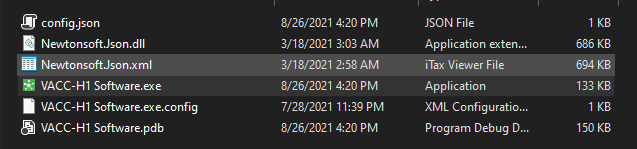 config.json 8/26/2021 4:20 PM JSON File 1 KB
Newtonsoft.Json.dll 3/18/2021 3:03 AM Application exten... 686 KB
Newtonsoft.Json.xml 3/18/2021 2:58 AM iTax Viewer File 694 KB
VACC-H1 Software.exe 8/26/2021 4:20 PM Application 133 KB
VACC-H1 Software.exe.config 7/28/2021 11:39 PM XML Configuratio... 1 KB
VACC-H1 Software.pdb 8/26/2021 4:20 PM Program Debug D... 150 KB